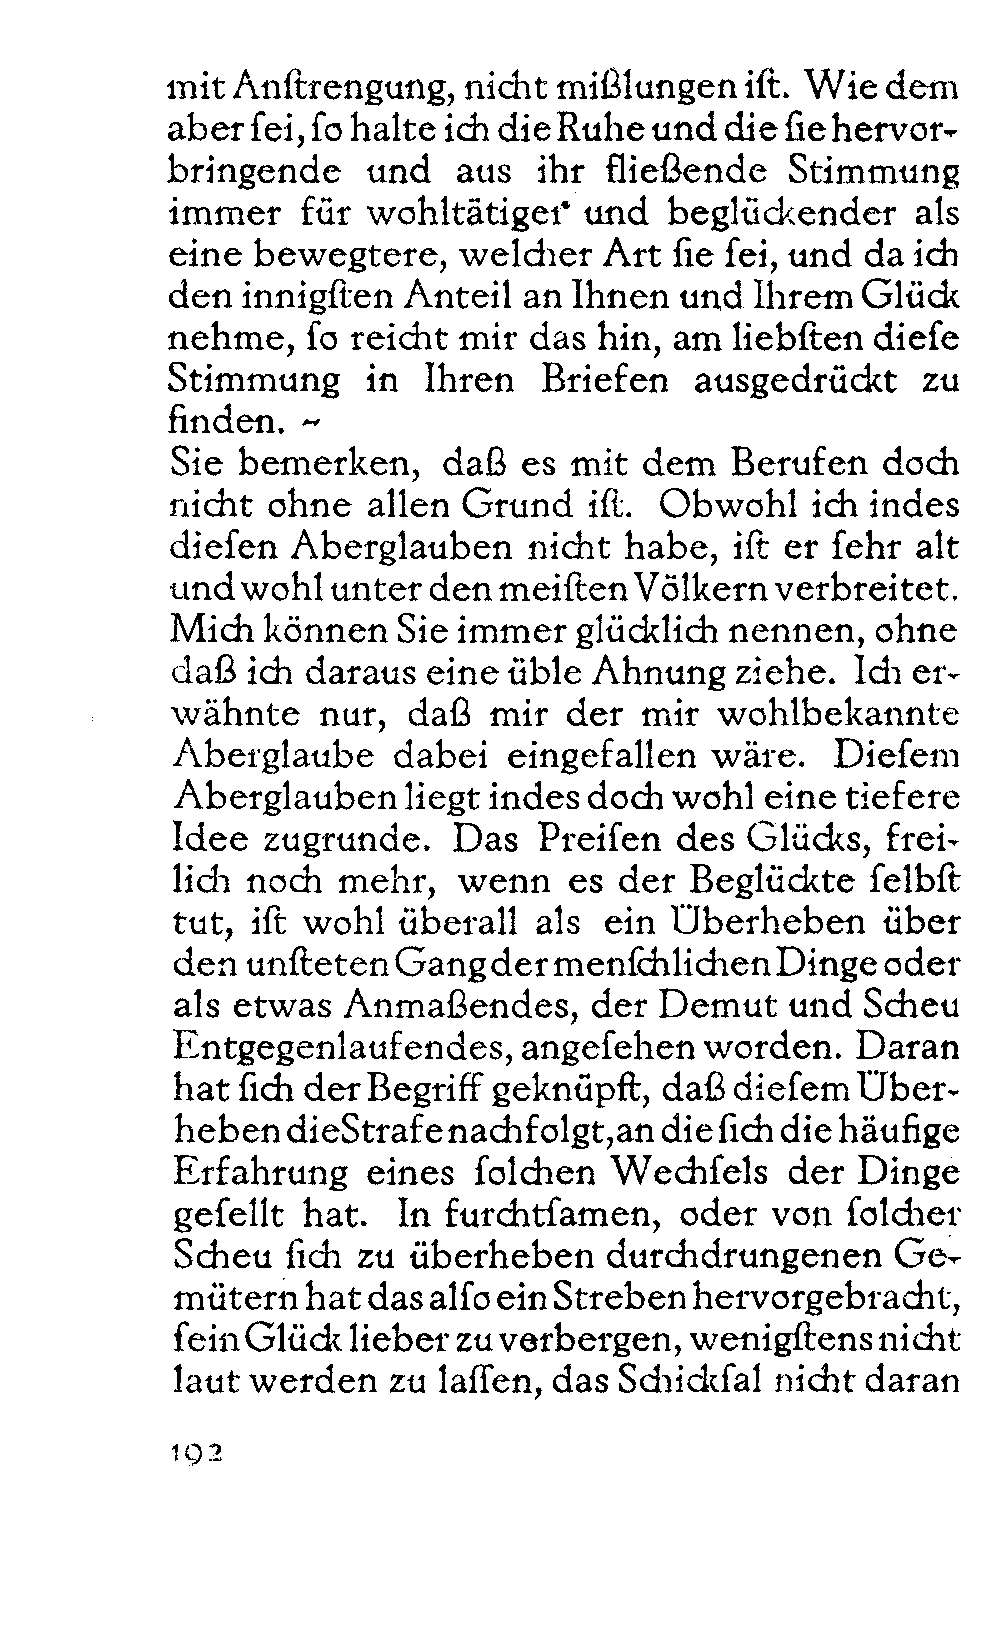 mit Anſtrengung, nicht mißlungen iſt. Wie dem
aber ſei, ſo halte ich die Ruhe und die ſie hervor-
bringende und aus ihr fließende Stimmung
immer für wohltätiger und beglückender als
eine bewegtere, welcher Art ſie ſei, und da ich
den innigſten Anteil an Ihnen und Ihrem Glück
nehme, ſo reicht mir das hin, am liebſten dieſe
Stimmung in Ihren Briefen ausgedrückt zu
finden. ~
Sie bemerken, daß es mit dem Berufen doch
nicht ohne allen Grund iſt. Obwohl ich indes
dieſen Aberglauben nicht habe, iſt er ſehr alt
und wohl unter den meiſten Völkern verbreitet.
Mich können Sie immer glücklich nennen, ohne
daß ich daraus eine üble Ahnung ziehe. Ich er-
wähnte nur, daß mir der mir wohlbekannte
Aberglaube dabei eingefallen wäre. Dieſem
Aberglauben liegt indes doch wohl eine tiefere
Idee zugrunde. Das Preiſen des Glücks, frei-
lich noch mehr, wenn es der Beglückte ſelbſt
tut, iſt wohl überall als ein Überheben über
den unſteten Gang der menſchlichen Dinge oder
als etwas Anmaßendes, der Demut und Scheu
Entgegenlaufendes, angeſehen worden. Daran
hat ſich der Begriff geknüpft, daß dieſem Über-
heben die Strafe nachfolgt, an die ſich die häufige
Erfahrung eines ſolchen Wechſels der Dinge
geſellt hat. In furchtſamen, oder von ſolcher
Scheu ſich zu überheben durchdrungenen Ge-
mütern hat das alſo ein Streben hervorgebracht,
ſein Glück lieber zu verbergen, wenigſtens nicht
laut werden zu laſſen, das Schickſal nicht daran
192